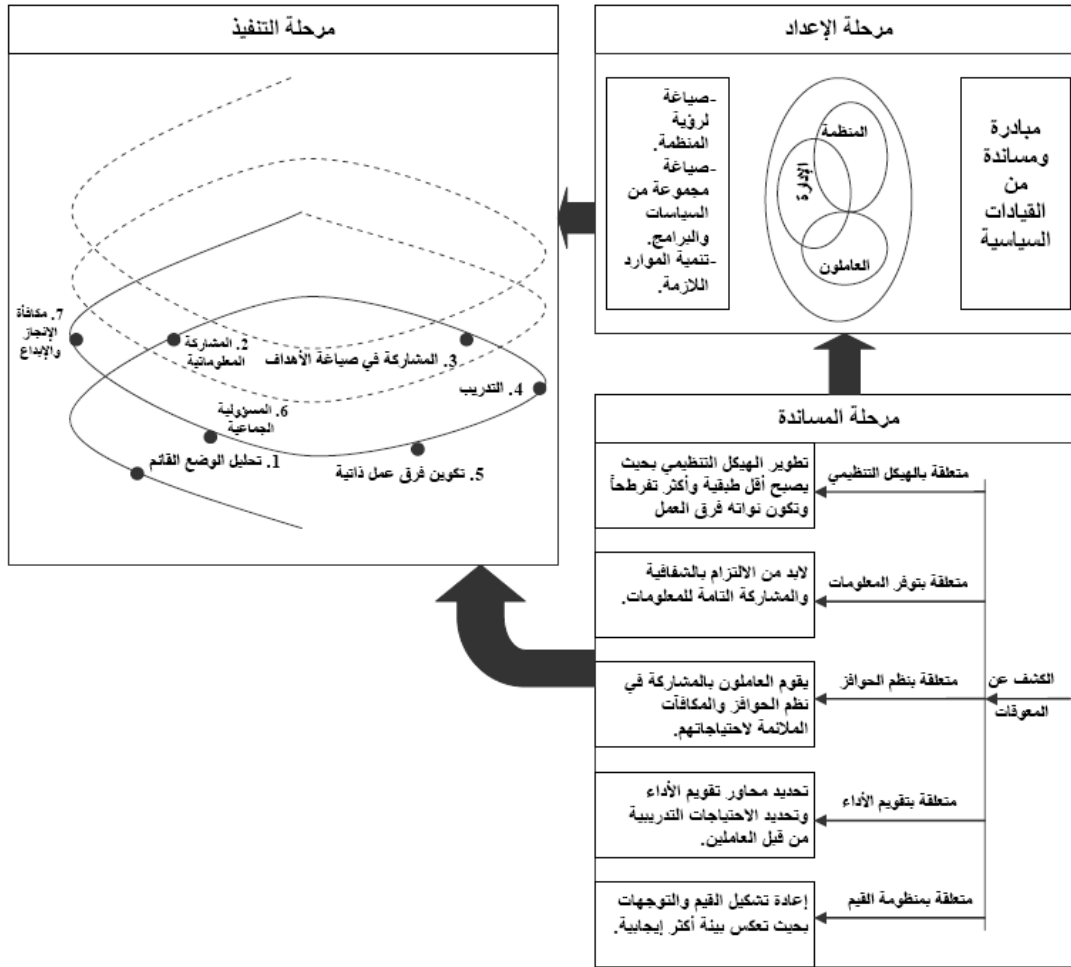 مرحلة الإعداد
مبادرة
ومساندة
من
القيادات
السياسية
المنظمة
الإدارة
العاملون
-صياغة
لرؤية
المنظمة.
-صياغة
مجموعة من
السياسات
والبرامج.
-تنمية الموارد
اللازمة.
مرحلة التنفيذ
7. مكافأة
الإنجاز
والإبداع
2. المشاركة
المعلوماتية
3. المشاركة في صياغة الأهداف
4. التدريب
6. المسؤولية
الجماعية
1. تحليل الوضع القائم
5. تكوين فرق عمل ذاتية
مرحلة المساندة
الكشف عن
المعوقات
متعلقة بالهيكل التنظيمي
تطوير الهيكل التنظيمي بحيث
يصبح أقل طبقية وأكثر تفرطحاً
وتكون نواته فرق العمل
متعلقة بتوفر المعلومات
لابد من الالتزام بالشفافية
والمشاركة التامة للمعلومات.
متعلقة بنظم الحوافز
يقوم العاملون بالمشاركة في
نظم الحوافز والمكافآت
الملائمة لاحتياجاتهم.
متعلقة بتقويم الأداء
تحديد محاور تقويم الأداء
وتحديد الاحتياجات التدريبية
من قبل العاملين.
متعلقة بمنظومة القيم
إعادة تشكيل القيم والتوجهات
بحيث تعكس بيئة أكثر إيجابية.